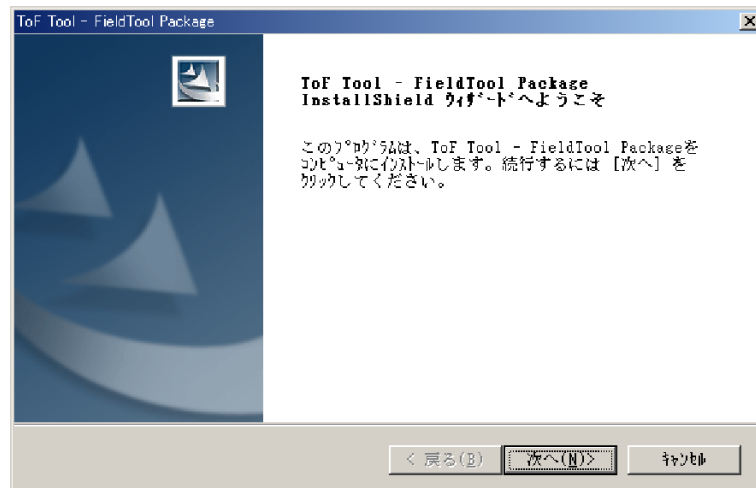 ToF Tool - FieldTool Package
ToF Tool - FieldTool Package
InstallShield ｳｨｻﾞｰﾄﾞへようこそ
このﾌﾟﾛｸﾞﾗﾑは、ToF Tool - FieldTool Packageを
ｺﾝﾋﾟｭｰﾀにｲﾝｽﾄｰﾙします。続行するには [次へ] を
ｸﾘｯｸしてください。
< 戻る(B)
次へ(N)>
ｷｬﾝｾﾙ